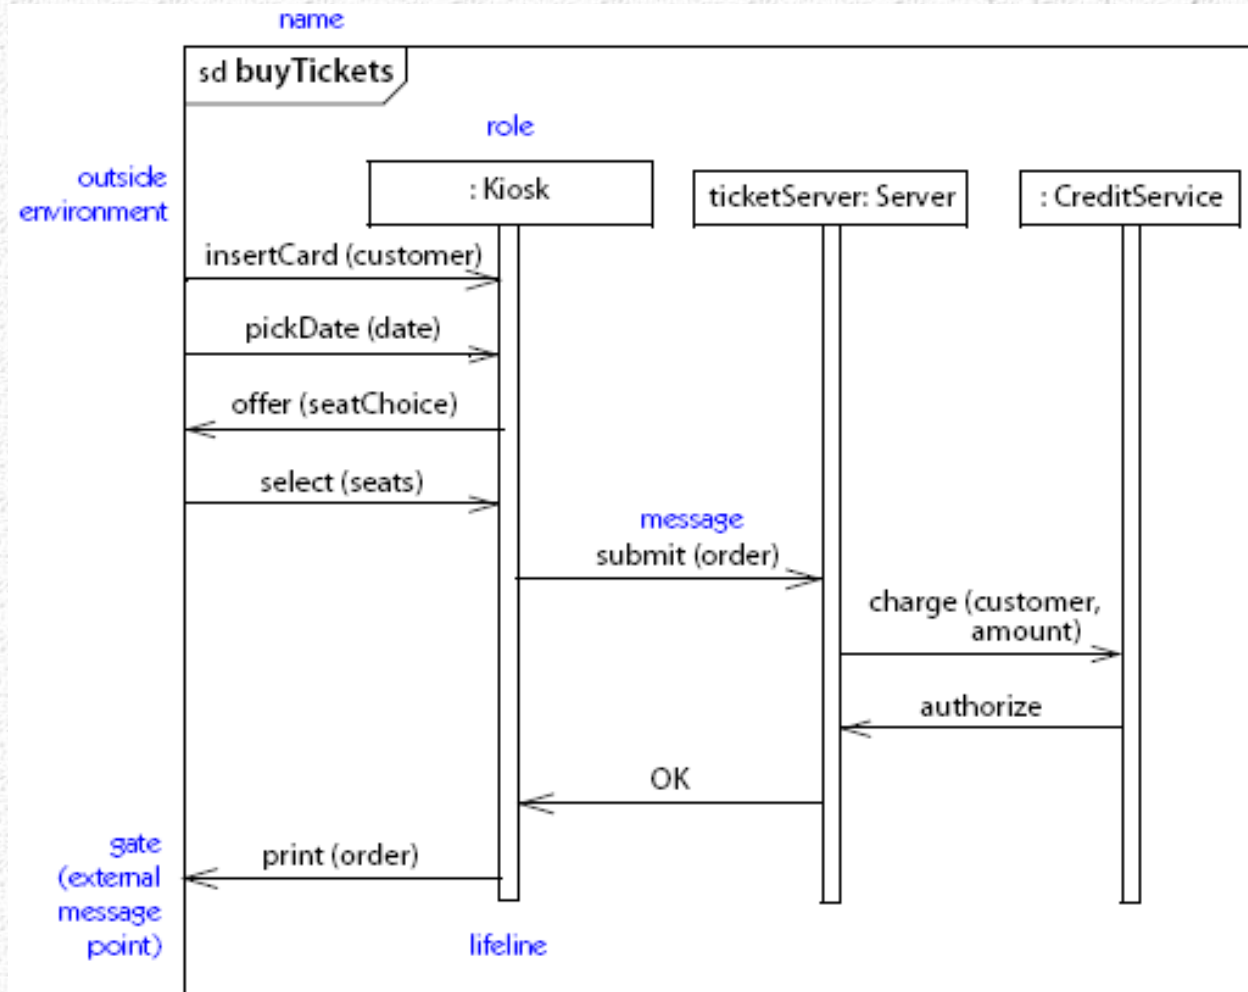 name
sd buyTickets
role
outside
environment
: Kiosk
ticketServer: Server
: CreditService
insertCard (customer)
pickDate (date)
offer (seatChoice)
select (seats)
message
submit (order)
charge (customer,
amount)
authorize
OK
gate
(external
message
point)
print (order)
lifeline